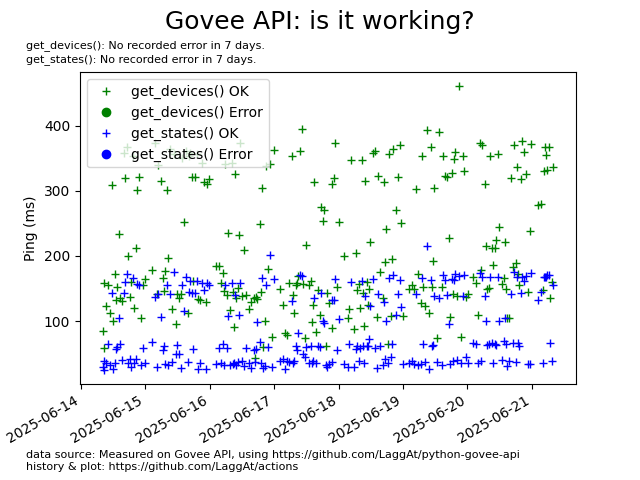 Govee API: is it working?
get_devices(): No recorded error in 7 days.
get_states(): No recorded error in 7 days.
get_devices() OK
get_devices() Error
get_states() OK
get_states() Error
Ping (ms)
400
300
200
100
2025-06-14
2025-06-15
2025-06-16
2025-06-17
2025-06-18
2025-06-19
2025-06-20
2025-06-21
data source: Measured on Govee API, using https://github.com/LaggAt/python-govee-api
history & plot: https://github.com/LaggAt/actions